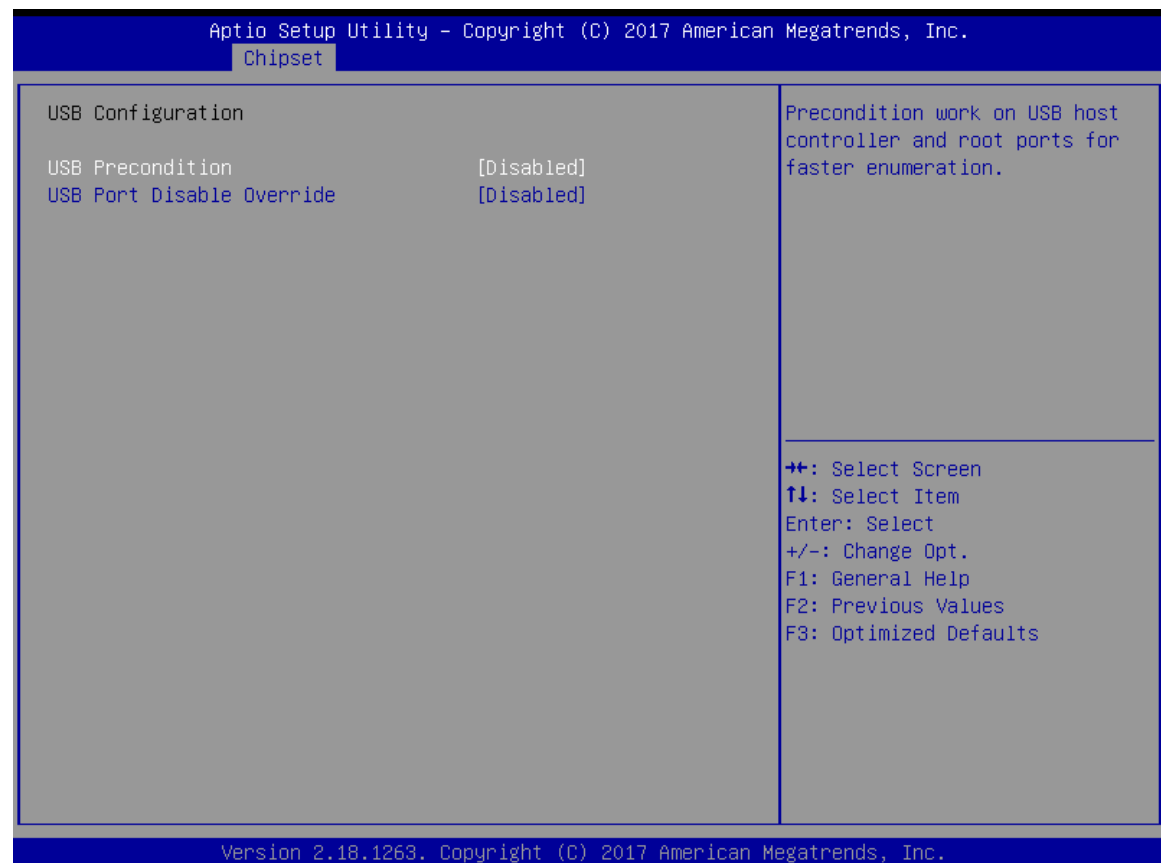 Aptio Setup Utility – Copyright (C) 2017 American Megatrends, Inc.
Chipset
USB Configuration
USB Precondition [Disabled]
USB Port Disable Override [Disabled]
Precondition work on USB host
controller and root ports for
faster enumeration.
→←: Select Screen
↑↓: Select Item
Enter: Select
+/-: Change Opt.
F1: General Help
F2: Previous Values
F3: Optimized Defaults
Version 2.18.1263. Copyright (C) 2017 American Megatrends, Inc.